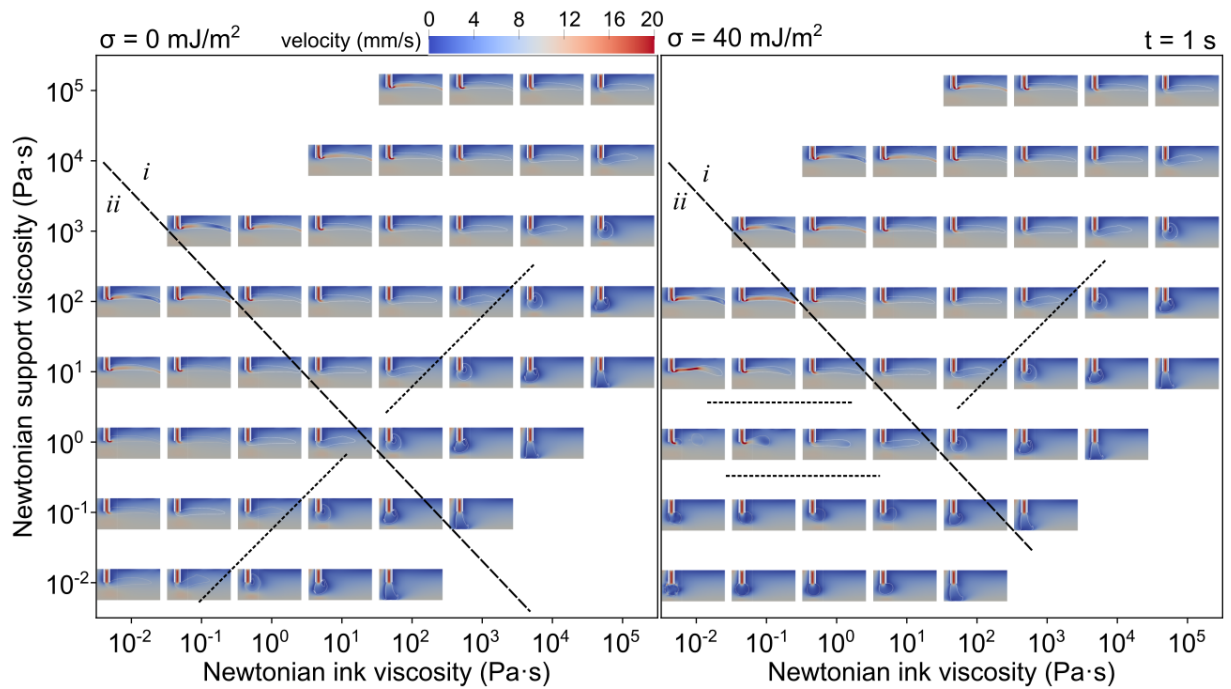 0 4 8 12 16 20
σ = 0 mJ/m² velocity (mm/s) σ = 40 mJ/m² t = 1 s
10⁵
10⁴
10³
10²
10¹
10⁰
10⁻¹
10⁻²
Newtonian support viscosity (Pa·s)
i
ii
i
ii
10⁻² 10⁻¹ 10⁰ 10¹ 10² 10³ 10⁴ 10⁵ 10⁻² 10⁻¹ 10⁰ 10¹ 10² 10³ 10⁴ 10⁵
Newtonian ink viscosity (Pa·s) Newtonian ink viscosity (Pa·s)